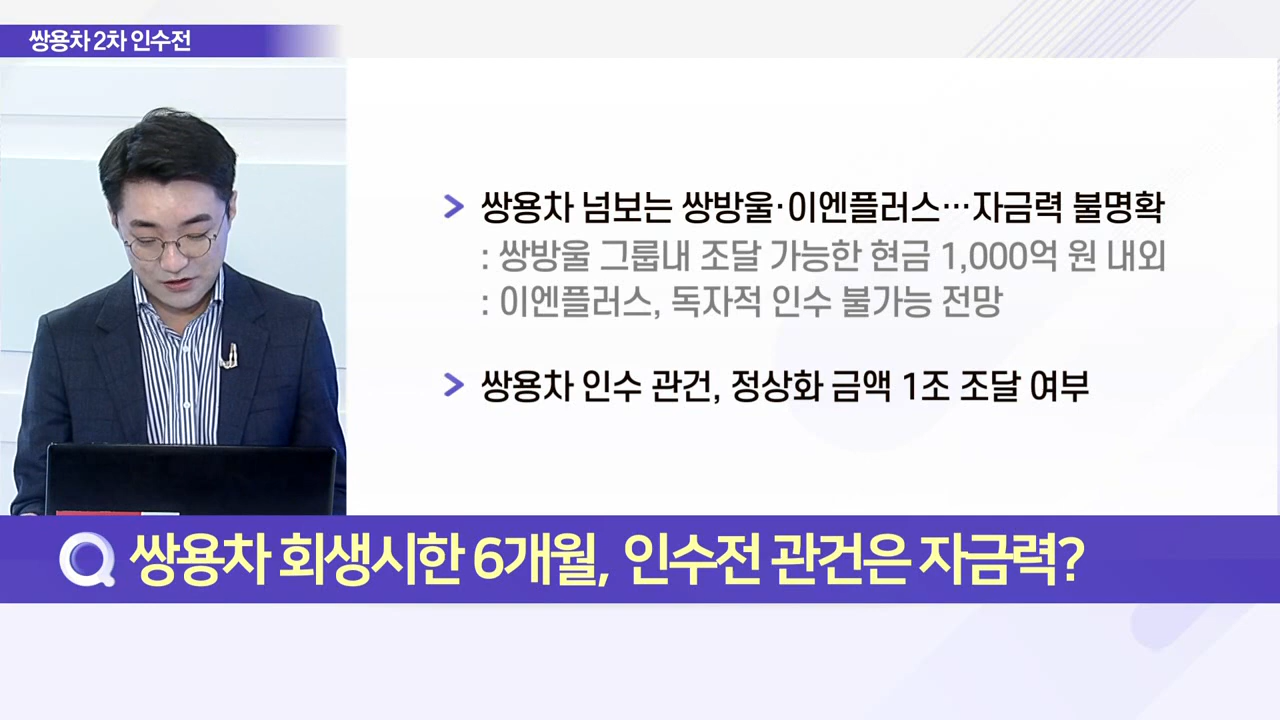 쌍용차 2차 인수전
> 쌍용차 넘보는 쌍방울·이엔플러스…자금력 불명확
: 쌍방울 그룹내 조달 가능한 현금 1,000억 원 내외
: 이엔플러스, 독자적 인수 불가능 전망
> 쌍용차 인수 관건, 정상화 금액 1조 조달 여부
Q 쌍용차 회생시한 6개월, 인수전 관건은 자금력?